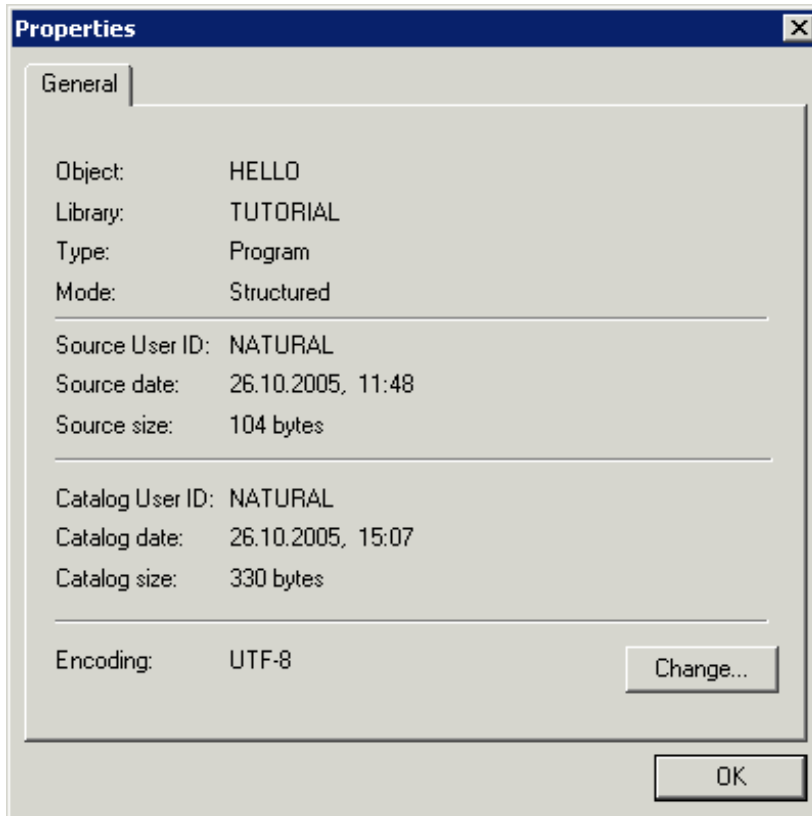 Properties
General
Object: HELLO
Library: TUTORIAL
Type: Program
Mode: Structured
Source User ID: NATURAL
Source date: 26.10.2005, 11:48
Source size: 104 bytes
Catalog User ID: NATURAL
Catalog date: 26.10.2005, 15:07
Catalog size: 330 bytes
Encoding: UTF-8 Change...
OK